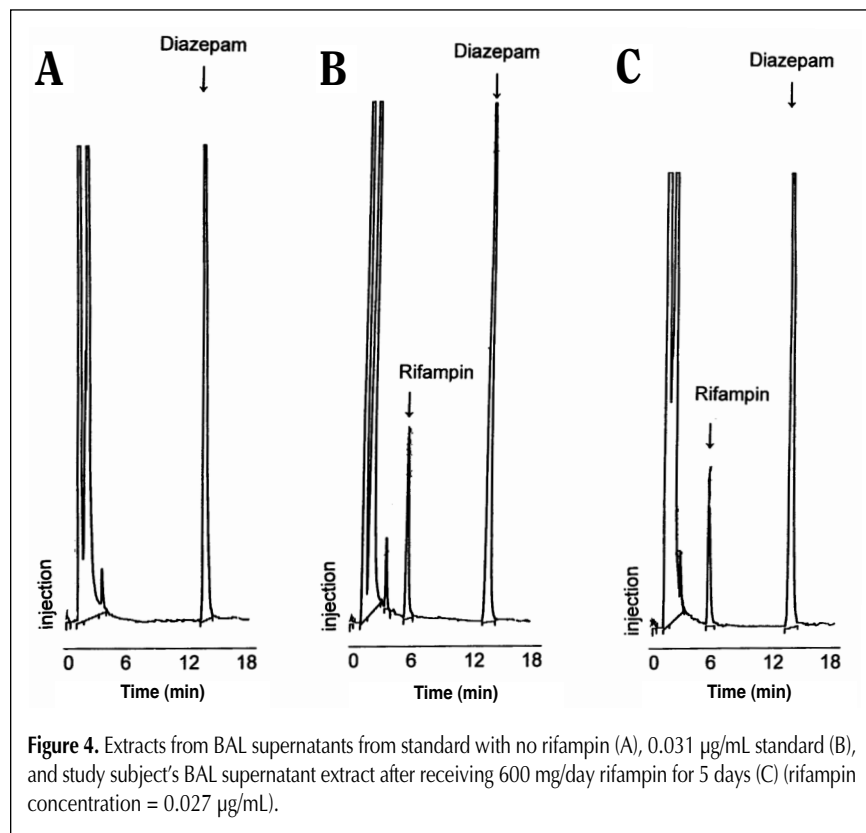 A
Diazepam
injection
0 6 12 18
Time (min)
B
Diazepam
Rifampin
injection
0 6 12 18
Time (min)
C
Diazepam
Rifampin
injection
0 6 12 18
Time (min)
Figure 4. Extracts from BAL supernatants from standard with no rifampin (A), 0.031 µg/mL standard (B),
and study subject's BAL supernatant extract after receiving 600 mg/day rifampin for 5 days (C) (rifampin
concentration = 0.027 µg/mL).